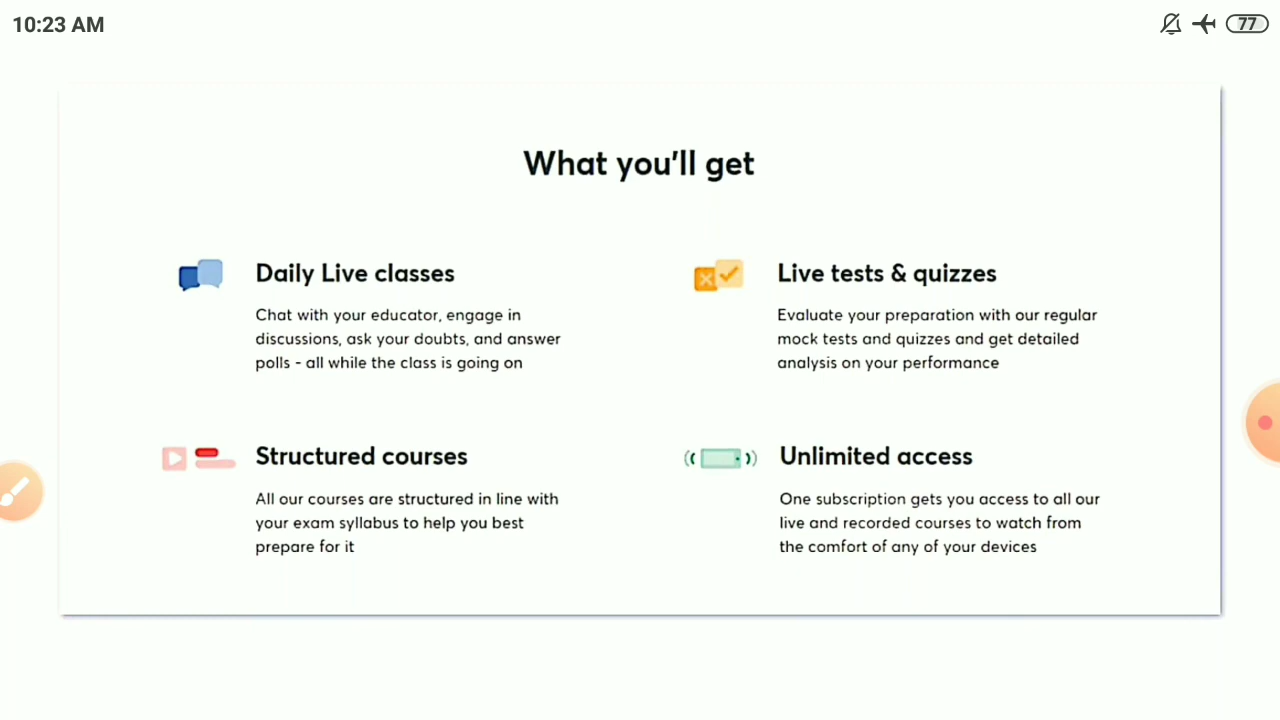 10:23 AM
77
What you'll get
Daily Live classes
Chat with your educator, engage in
discussions, ask your doubts, and answer
polls - all while the class is going on
Live tests & quizzes
Evaluate your preparation with our regular
mock tests and quizzes and get detailed
analysis on your performance
Structured courses
All our courses are structured in line with
your exam syllabus to help you best
prepare for it
Unlimited access
One subscription gets you access to all our
live and recorded courses to watch from
the comfort of any of your devices